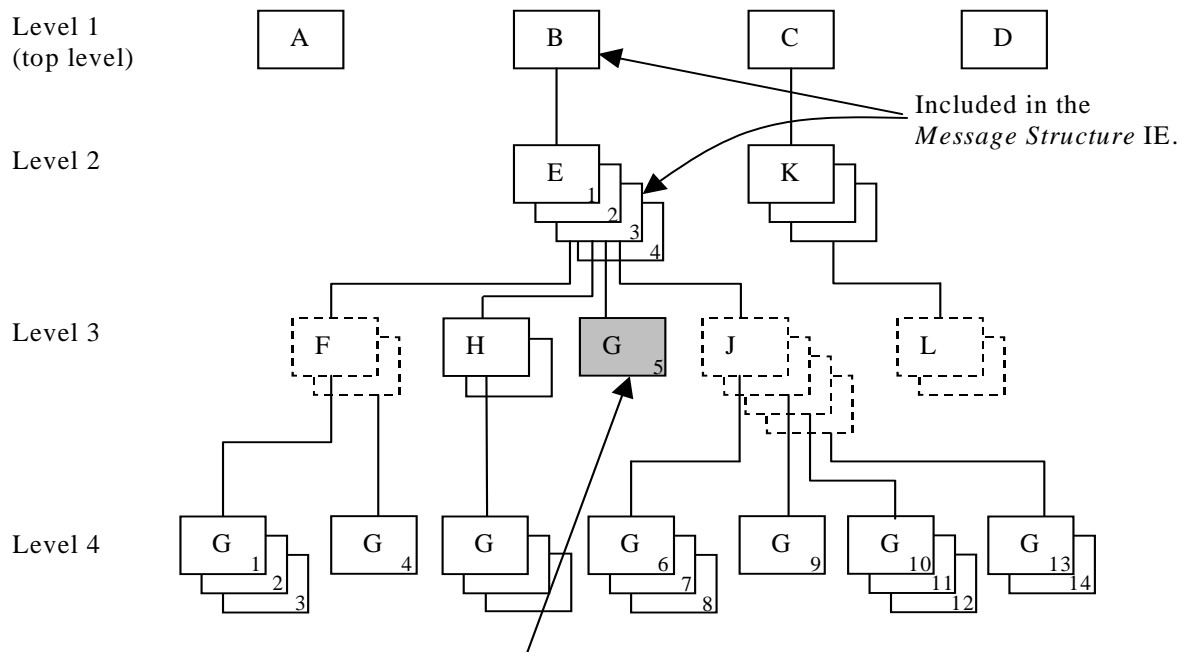 Level 1
(top level)
A
B
C
D
Included in the
Message Structure IE.
Level 2
E
1
2
3
4
K
Level 3
F
H
G
5
J
L
Level 4
G
1
2
3
G
4
G
G
6
7
8
G
9
G
10
11
12
G
13
14